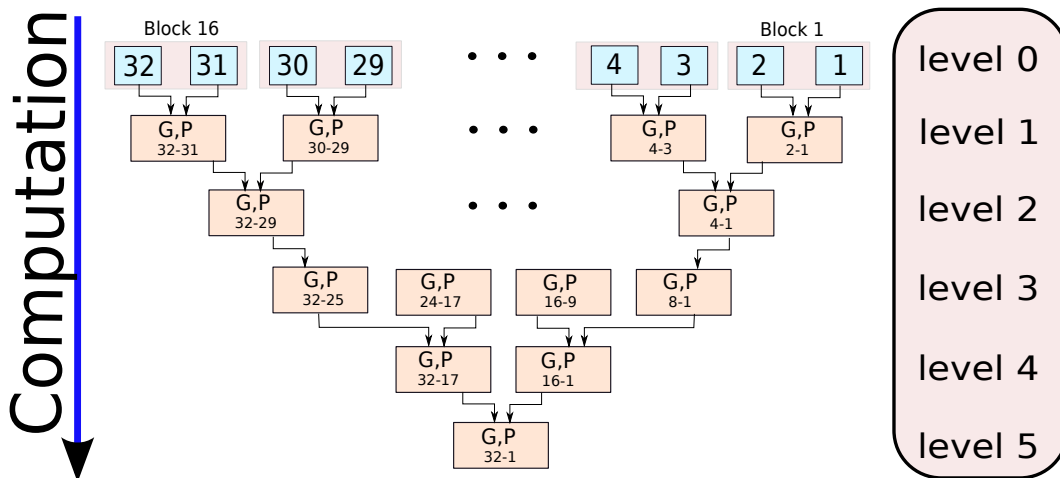 Computation
Block 16
Block 1
32 31 30 29 • • • 4 3 2 1
level 0
G,P G,P • • • G,P G,P
32-31 30-29 4-3 2-1
level 1
G,P • • • G,P
32-29 4-1
level 2
G,P G,P G,P G,P
32-25 24-17 16-9 8-1
level 3
G,P G,P
32-17 16-1
level 4
G,P
32-1
level 5